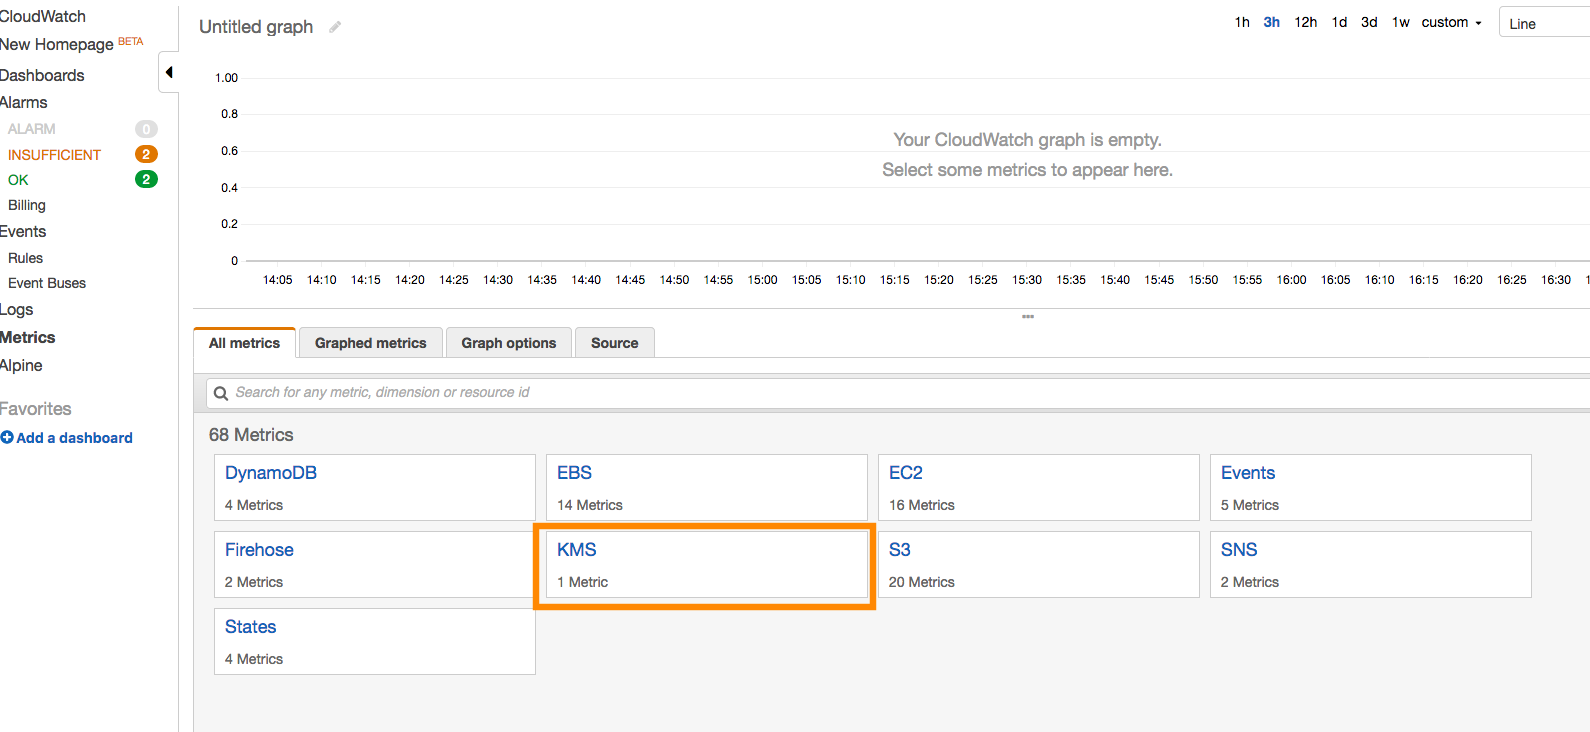 CloudWatch
New Homepage BETA
Dashboards
Alarms
ALARM 0
INSUFFICIENT 2
OK 2
Billing
Events
Rules
Event Buses
Logs
Metrics
Alpine
Favorites
Add a dashboard
Untitled graph
1h 3h 12h 1d 3d 1w custom
Line
1.00
0.8
0.6
0.4
0.2
0
Your CloudWatch graph is empty.
Select some metrics to appear here.
14:05 14:10 14:15 14:20 14:25 14:30 14:35 14:40 14:45 14:50 14:55 15:00 15:05 15:10 15:15 15:20 15:25 15:30 15:35 15:40 15:45 15:50 15:55 16:00 16:05 16:10 16:15 16:20 16:25 16:30
All metrics Graphed metrics Graph options Source
Search for any metric, dimension or resource id
68 Metrics
DynamoDB
4 Metrics
EBS
14 Metrics
EC2
16 Metrics
Events
5 Metrics
Firehose
2 Metrics
KMS
1 Metric
S3
20 Metrics
SNS
2 Metrics
States
4 Metrics